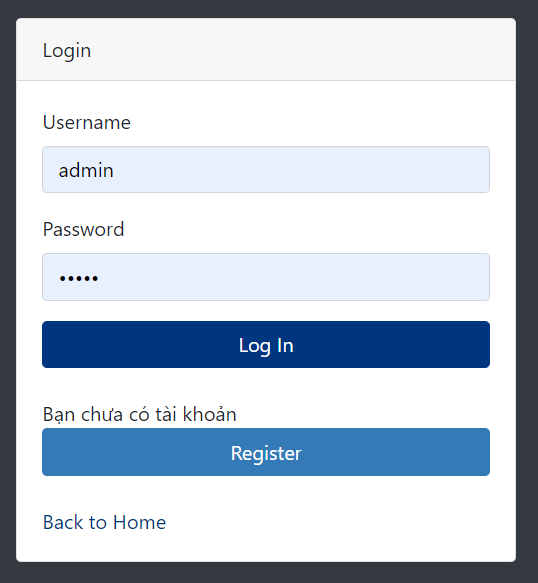 Login
Username
admin
Password
•••••
Log In
Bạn chưa có tài khoản
Register
Back to Home